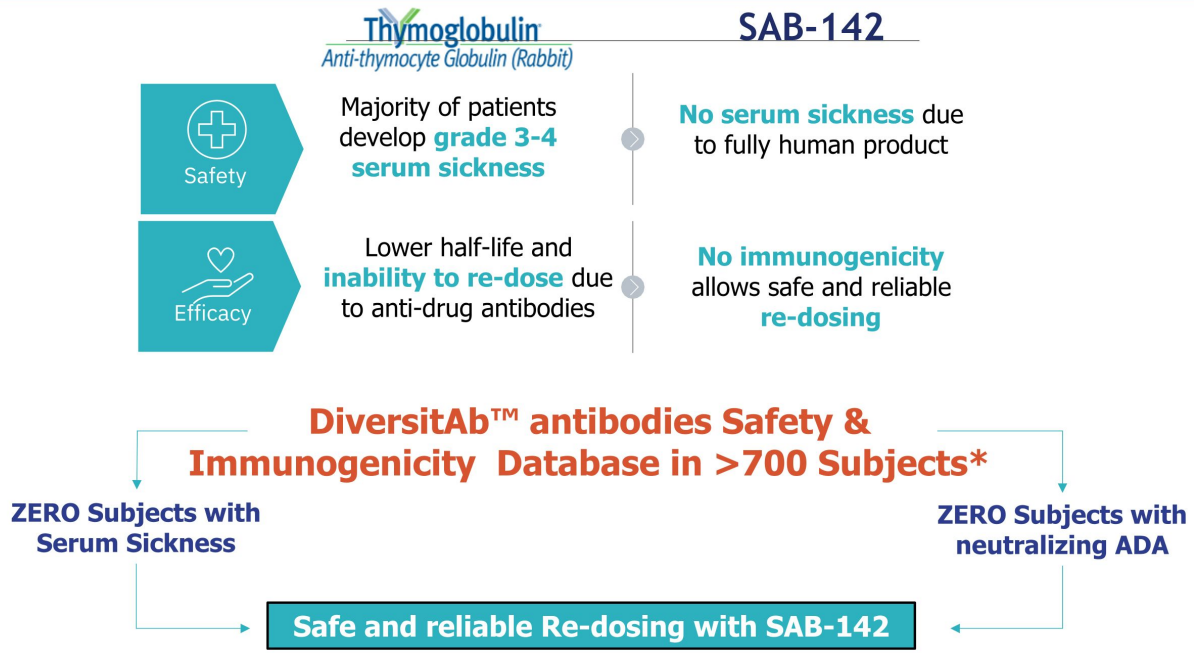 Thymoglobulin®
Anti-thymocyte Globulin (Rabbit)
SAB-142
Safety
Majority of patients
develop grade 3-4
serum sickness
No serum sickness due
to fully human product
Efficacy
Lower half-life and
inability to re-dose due
to anti-drug antibodies
No immunogenicity
allows safe and reliable
re-dosing
DiversitAb™ antibodies Safety &
Immunogenicity Database in >700 Subjects*
ZERO Subjects with
Serum Sickness
ZERO Subjects with
neutralizing ADA
Safe and reliable Re-dosing with SAB-142